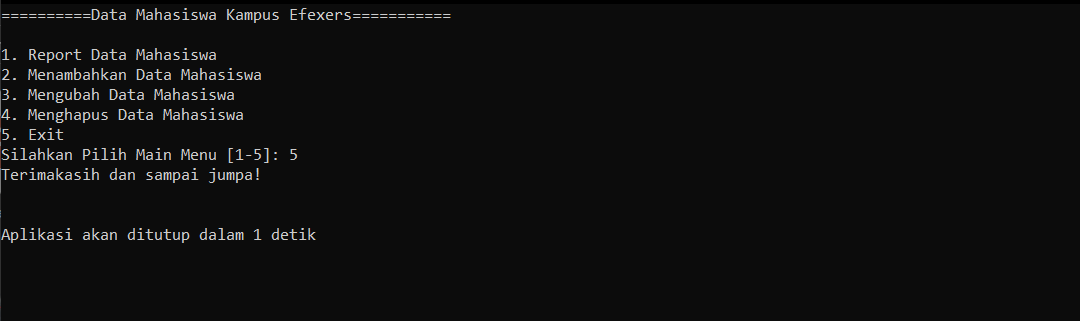 ==========Data Mahasiswa Kampus Efexers===========
1. Report Data Mahasiswa
2. Menambahkan Data Mahasiswa
3. Mengubah Data Mahasiswa
4. Menghapus Data Mahasiswa
5. Exit
Silahkan Pilih Main Menu [1-5]: 5
Terimakasih dan sampai jumpa!
Aplikasi akan ditutup dalam 1 detik